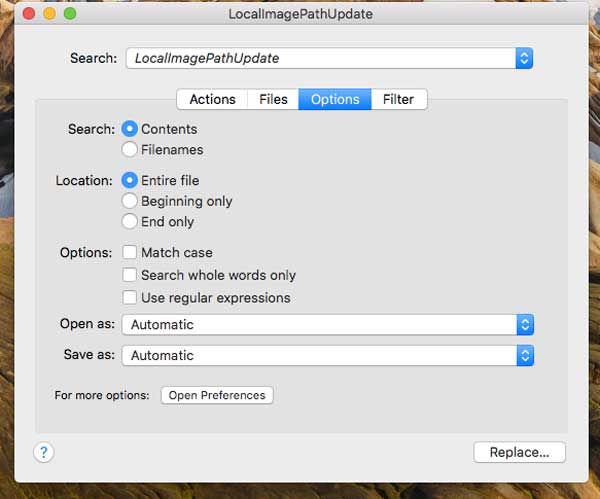 LocalImagePathUpdate
Search: LocalImagePathUpdate
Actions Files Options Filter
Search: Contents
Filenames
Location: Entire file
Beginning only
End only
Options: Match case
Search whole words only
Use regular expressions
Open as: Automatic
Save as: Automatic
For more options: Open Preferences
? Replace...